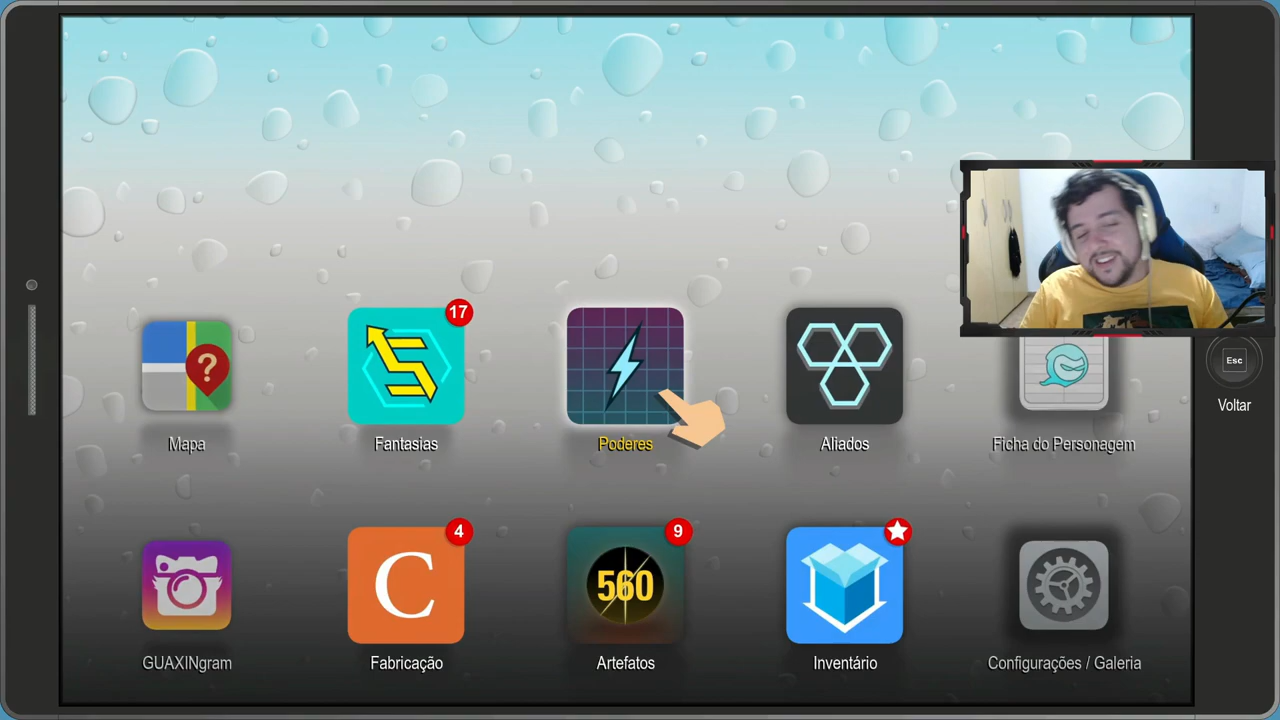 17
?
Esc
Voltar
Mapa
Fantasias
Poderes
Aliados
Ficha do Personagem
4
9
C
560
GUAXINgram
Fabricação
Artefatos
Inventário
Configurações / Galeria